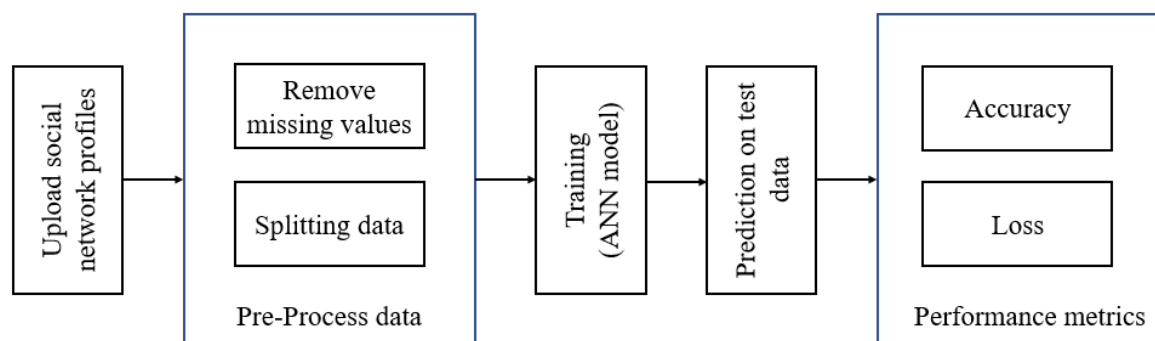 Upload social
network profiles
Remove
missing values
Splitting data
Pre-Process data
Training
(ANN model)
Prediction on test
data
Accuracy
Loss
Performance metrics